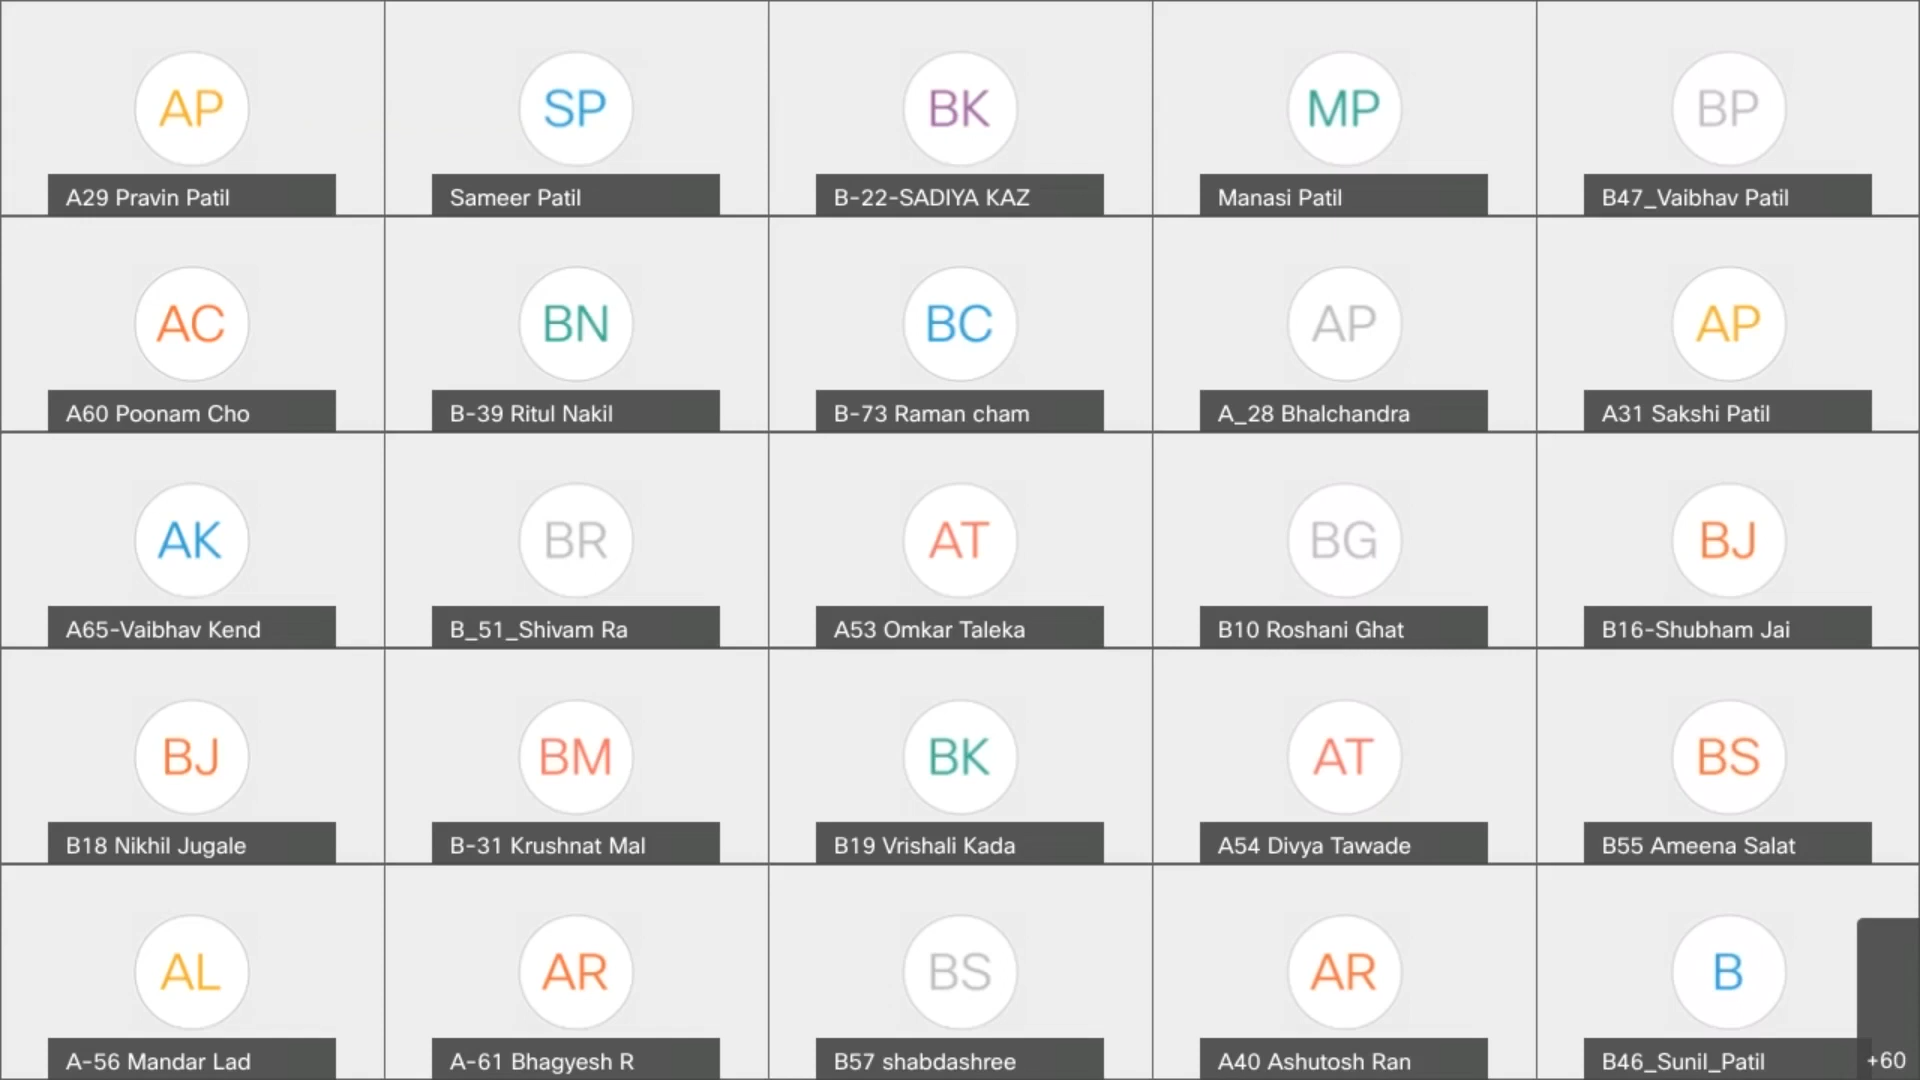 AP
A29 Pravin Patil
SP
Sameer Patil
BK
B-22-SADIYA KAZ
MP
Manasi Patil
BP
B47_Vaibhav Patil
AC
A60 Poonam Cho
BN
B-39 Ritul Nakil
BC
B-73 Raman cham
AP
A_28 Bhalchandra
AP
A31 Sakshi Patil
AK
A65-Vaibhav Kend
BR
B_51_Shivam Ra
AT
A53 Omkar Taleka
BG
B10 Roshani Ghat
BJ
B16-Shubham Jai
BJ
B18 Nikhil Jugale
BM
B-31 Krushnat Mal
BK
B19 Vrishali Kada
AT
A54 Divya Tawade
BS
B55 Ameena Salat
AL
A-56 Mandar Lad
AR
A-61 Bhagyesh R
BS
B57 shabdashree
AR
A40 Ashutosh Ran
B
B46_Sunil_Patil
+60